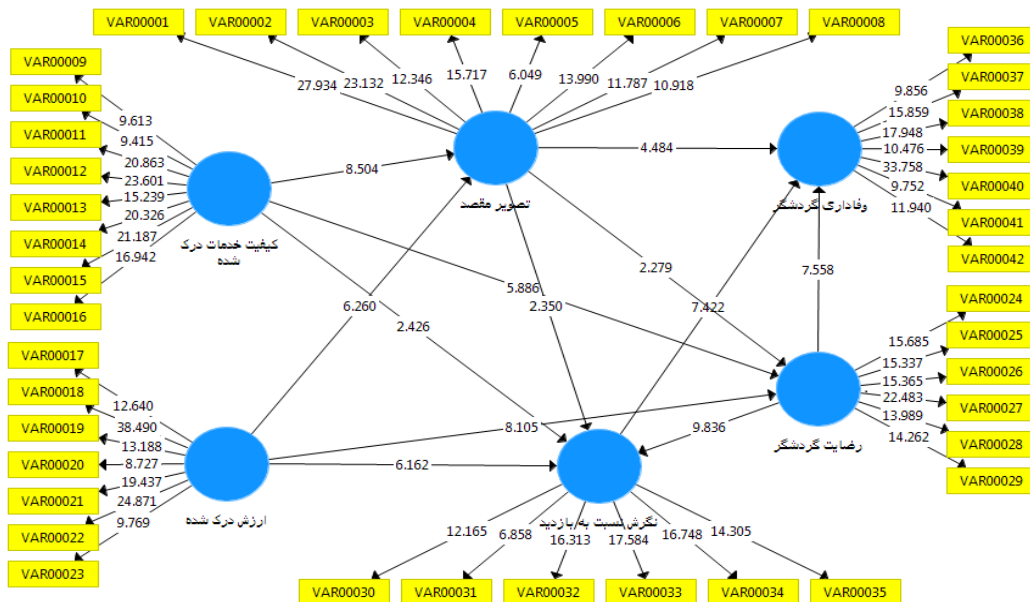 VAR00001
VAR00002
VAR00003
VAR00004
VAR00005
VAR00006
VAR00007
VAR00008
27.934
23.132
12.346
15.717
6.049
13.990
11.787
10.918
VAR00009
VAR00010
VAR00011
VAR00012
VAR00013
VAR00014
VAR00015
VAR00016
9.613
9.415
20.863
23.601
15.239
20.326
21.187
16.942
کیفیت خدمات درک
شده
8.504
تصویر مقصد
4.484
وفاداری گردشگر
VAR00036
VAR00037
VAR00038
VAR00039
VAR00040
VAR00041
VAR00042
9.856
15.859
17.948
10.476
33.758
9.752
11.940
6.260
2.426
5.886
2.350
2.279
7.422
7.558
VAR00017
VAR00018
VAR00019
VAR00020
VAR00021
VAR00022
VAR00023
12.640
38.490
13.188
8.727
19.437
24.871
9.769
ارزش درک شده
8.105
6.162
9.836
رضایت گردشگر
VAR00024
VAR00025
VAR00026
VAR00027
VAR00028
VAR00029
15.685
15.337
15.365
22.483
13.989
14.262
نگرش نسبت به بازدید
12.165
6.858
16.313
17.584
16.748
14.305
VAR00030
VAR00031
VAR00032
VAR00033
VAR00034
VAR00035